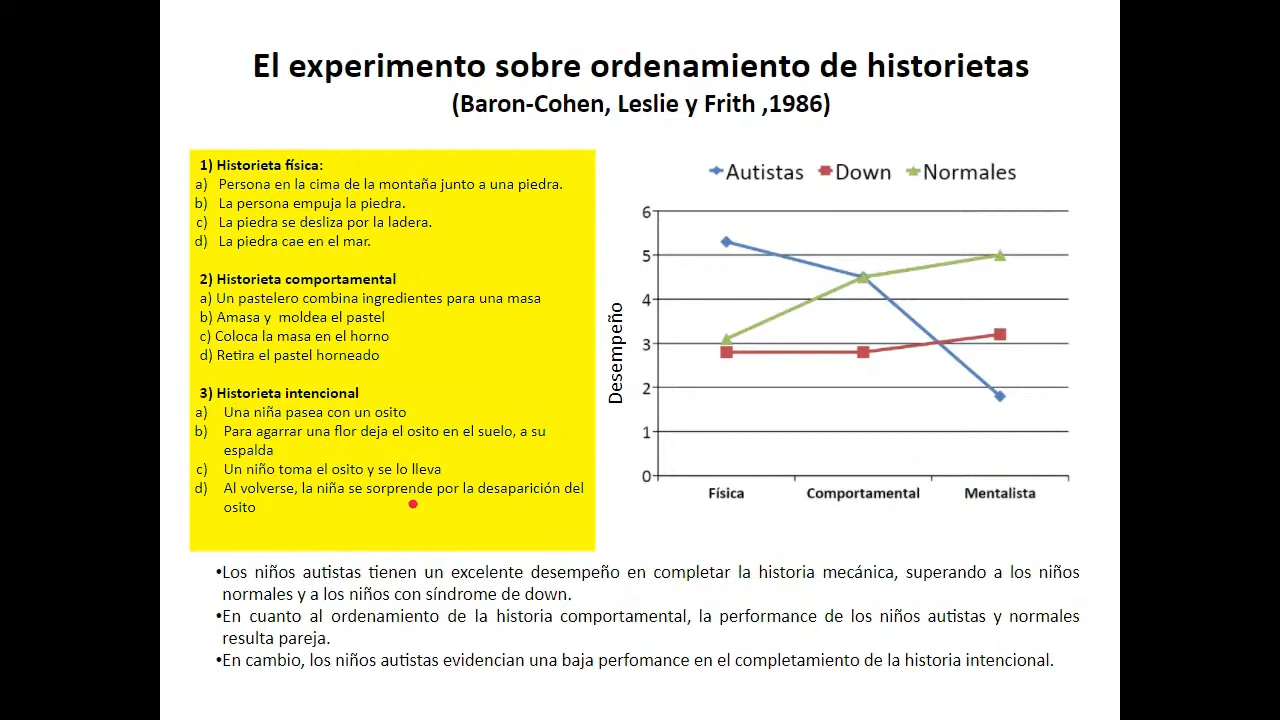 El experimento sobre ordenamiento de historietas
(Baron-Cohen, Leslie y Frith ,1986)
1) Historieta física:
a) Persona en la cima de la montaña junto a una piedra.
b) La persona empuja la piedra.
c) La piedra se desliza por la ladera.
d) La piedra cae en el mar.
2) Historieta comportamental
a) Un pastelero combina ingredientes para una masa
b) Amasa y moldea el pastel
c) Coloca la masa en el horno
d) Retira el pastel horneado
3) Historieta intencional
a) Una niña pasea con un osito
b) Para agarrar una flor deja el osito en el suelo, a su
espalda
c) Un niño toma el osito y se lo lleva
d) Al volverse, la niña se sorprende por la desaparición del
osito
Autistas Down Normales
Desempeño
6
5
4
3
2
1
0
Física Comportamental Mentalista
•Los niños autistas tienen un excelente desempeño en completar la historia mecánica, superando a los niños
normales y a los niños con síndrome de down.
•En cuanto al ordenamiento de la historia comportamental, la performance de los niños autistas y normales
resulta pareja.
•En cambio, los niños autistas evidencian una baja perfomance en el completamiento de la historia intencional.